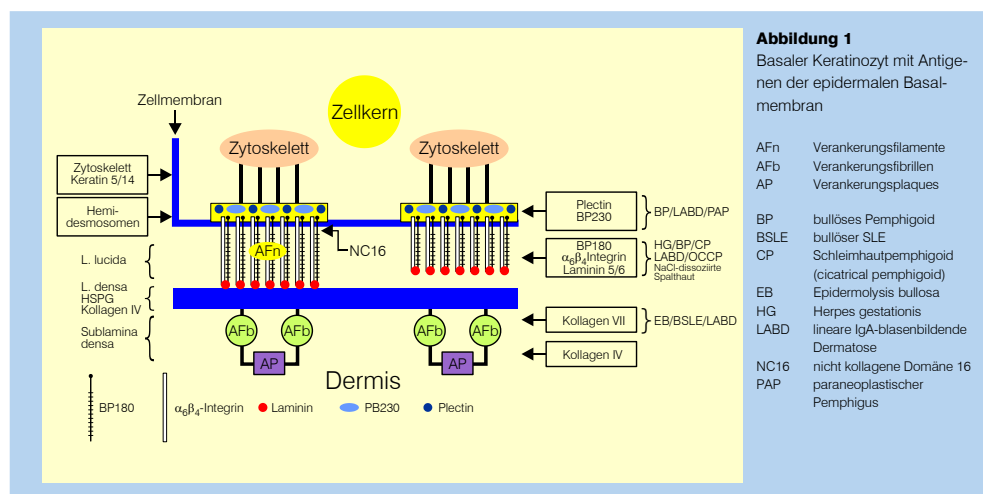 Zellmembran
Zellkern
Zytoskelett
Zytoskelett
Zytoskelett
Keratin 5/14
Hemi-
desmosomen
AFn
NC16
L. lucida
L. densa
HSPG
Kollagen IV
Sublamina
densa
AFb
AFb
AP
AFb
AFb
AP
Dermis
Plectin
BP230
BP/LABD/PAP
BP180
α6β4Integrin
Laminin 5/6
HG/BP/CP
LABD/OCCP
NaCl-dissoziirte
Spalthaut
Kollagen VII
EB/BSLE/LABD
Kollagen IV
BP180
α6β4-Integrin
Laminin
PB230
Plectin
Abbildung 1
Basaler Keratinozyt mit Antige-
nen der epidermalen Basal-
membran
AFn Verankerungsfilamente
AFb Verankerungsfibrillen
AP Verankerungsplaques
BP bullöses Pemphigoid
BSLE bullöser SLE
CP Schleimhautpemphigoid
(cicatrical pemphigoid)
EB Epidermolysis bullosa
HG Herpes gestationis
LABD lineare IgA-blasenbildende
Dermatose
NC16 nicht kollagene Domäne 16
PAP paraneoplastischer
Pemphigus